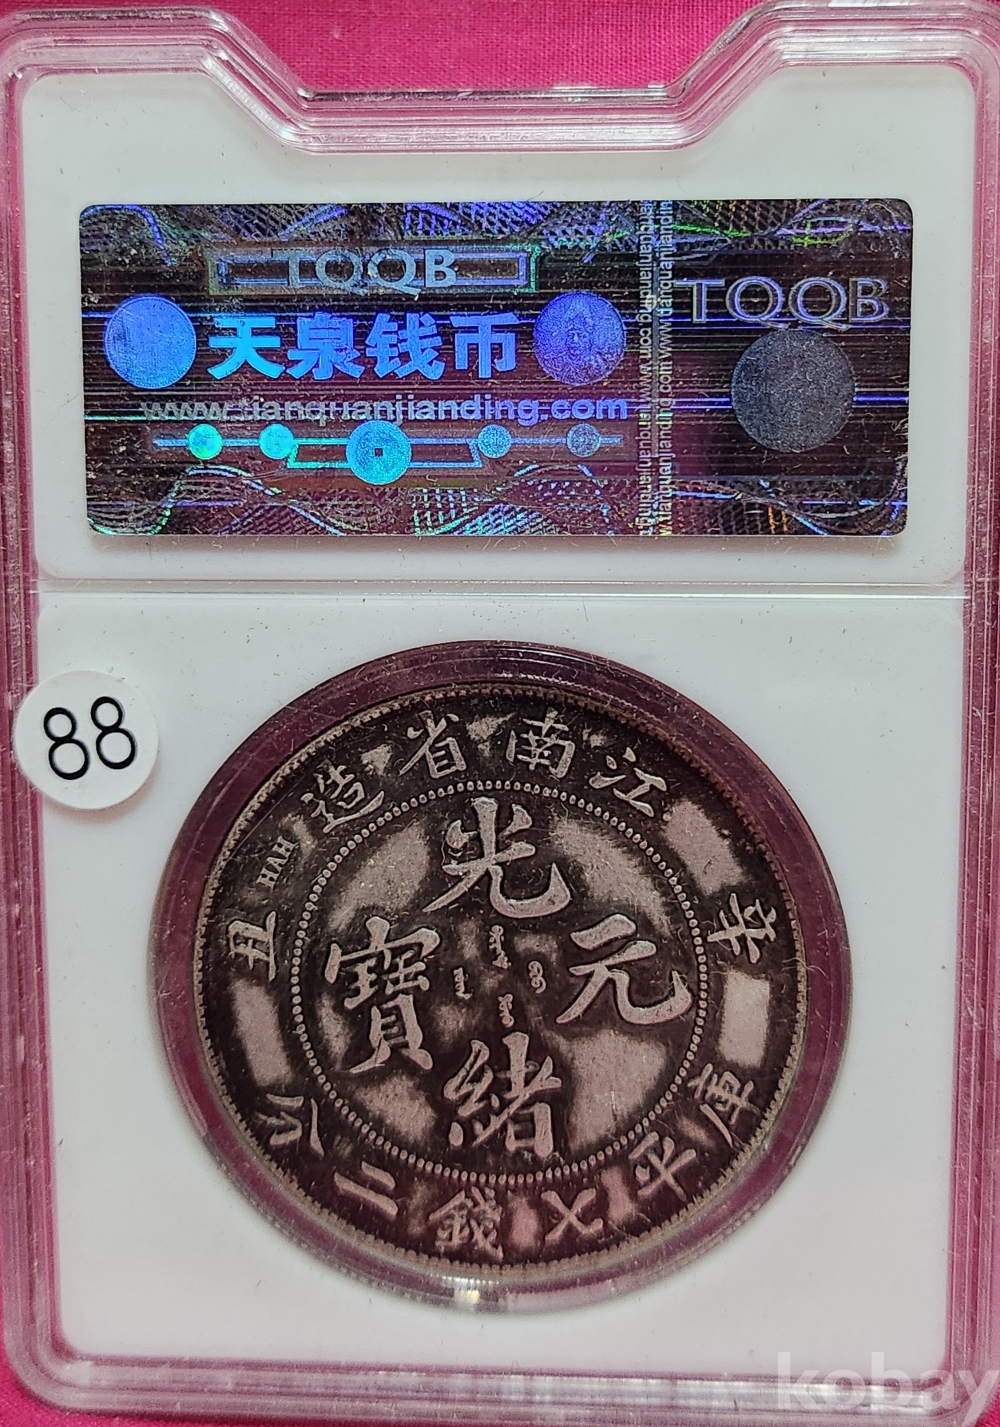 TQQB
天泉钱币
www.tianquanjianding.com
TQQB
88
江南省造
HAH
辛丑
光緒元寶
庫平七錢二分
kobay